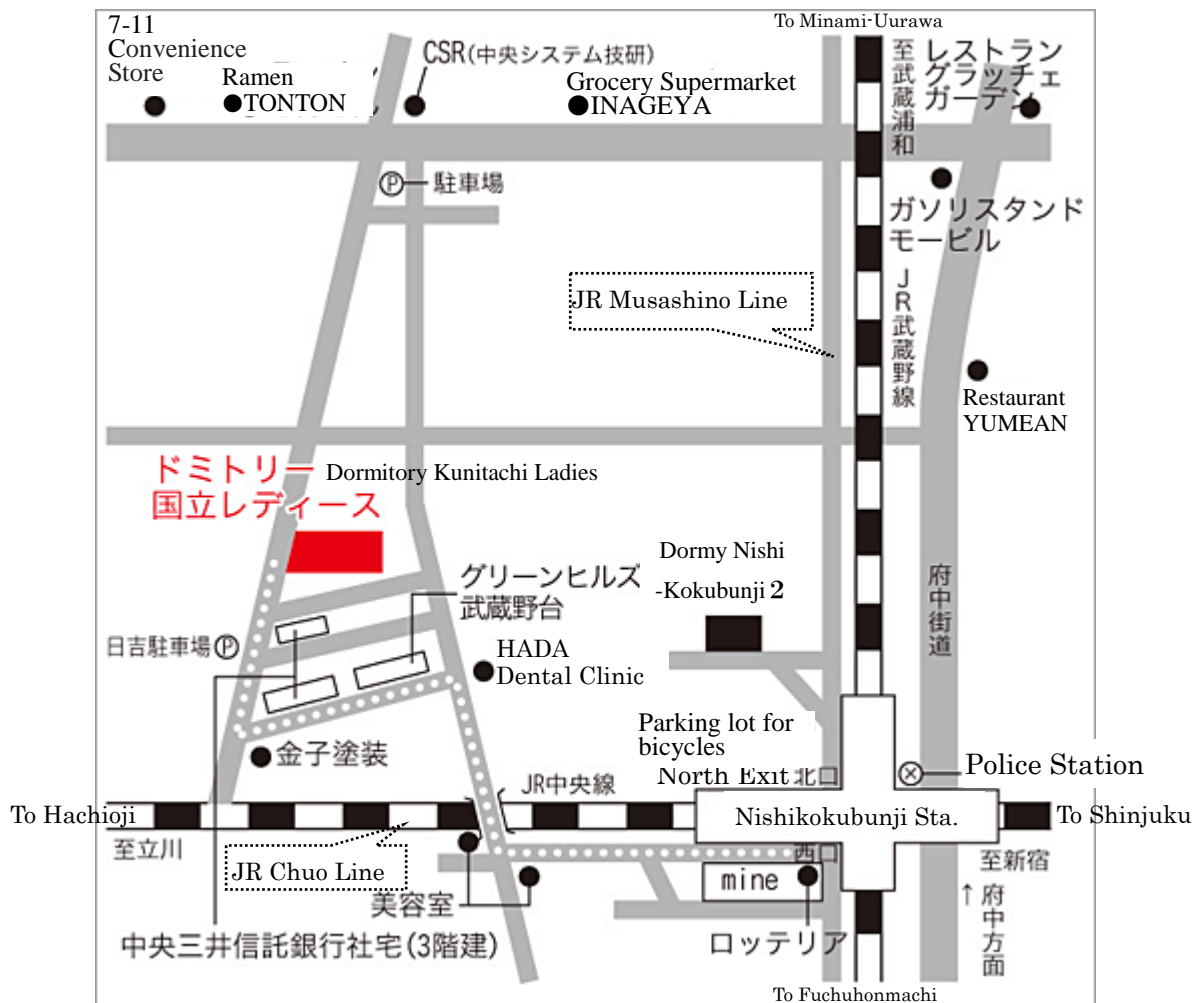 7-11
Convenience
Store
To Minami-Uurawa
CSR(中央システム技研)
Ramen
●TONTON
Grocery Supermarket
●INAGEYA
至武蔵浦和
レストラン
グラッチェ
ガーデン
Ⓟ
駐車場
ガソリスタンド
モービル
JR Musashino Line
JR武蔵野線
Restaurant
YUMEAN
ドミトリー
国立レディース
Dormitory Kunitachi Ladies
Dormy Nishi
-Kokubunji 2
グリーンヒルズ
武蔵野台
府中街道
日吉駐車場Ⓟ
HADA
Dental Clinic
Parking lot for
bicycles
North Exit
北口
金子塗装
Police Station
JR中央線
To Hachioji
Nishikokubunji Sta.
To Shinjuku
至立川
西口
至新宿
JR Chuo Line
mine
美容室
↑府中方面
中央三井信託銀行社宅(3階建)
ロッテリア
To Fuchuhonmachi